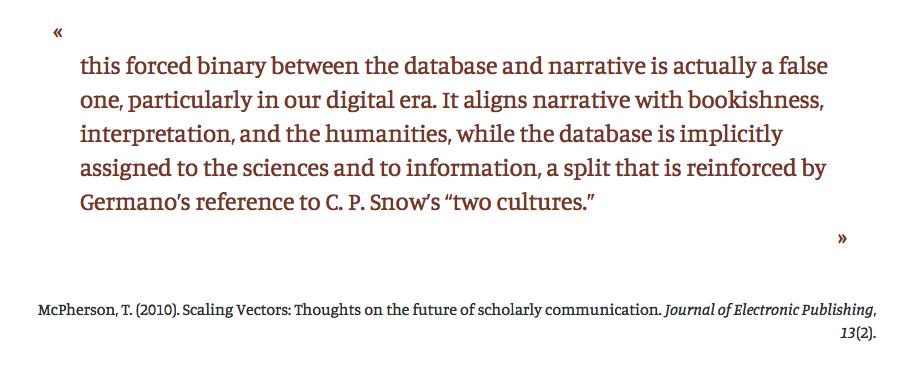 «
this forced binary between the database and narrative is actually a false
one, particularly in our digital era. It aligns narrative with bookishness,
interpretation, and the humanities, while the database is implicitly
assigned to the sciences and to information, a split that is reinforced by
Germano’s reference to C. P. Snow’s “two cultures.”
»
McPherson, T. (2010). Scaling Vectors: Thoughts on the future of scholarly communication. Journal of Electronic Publishing,
13(2).